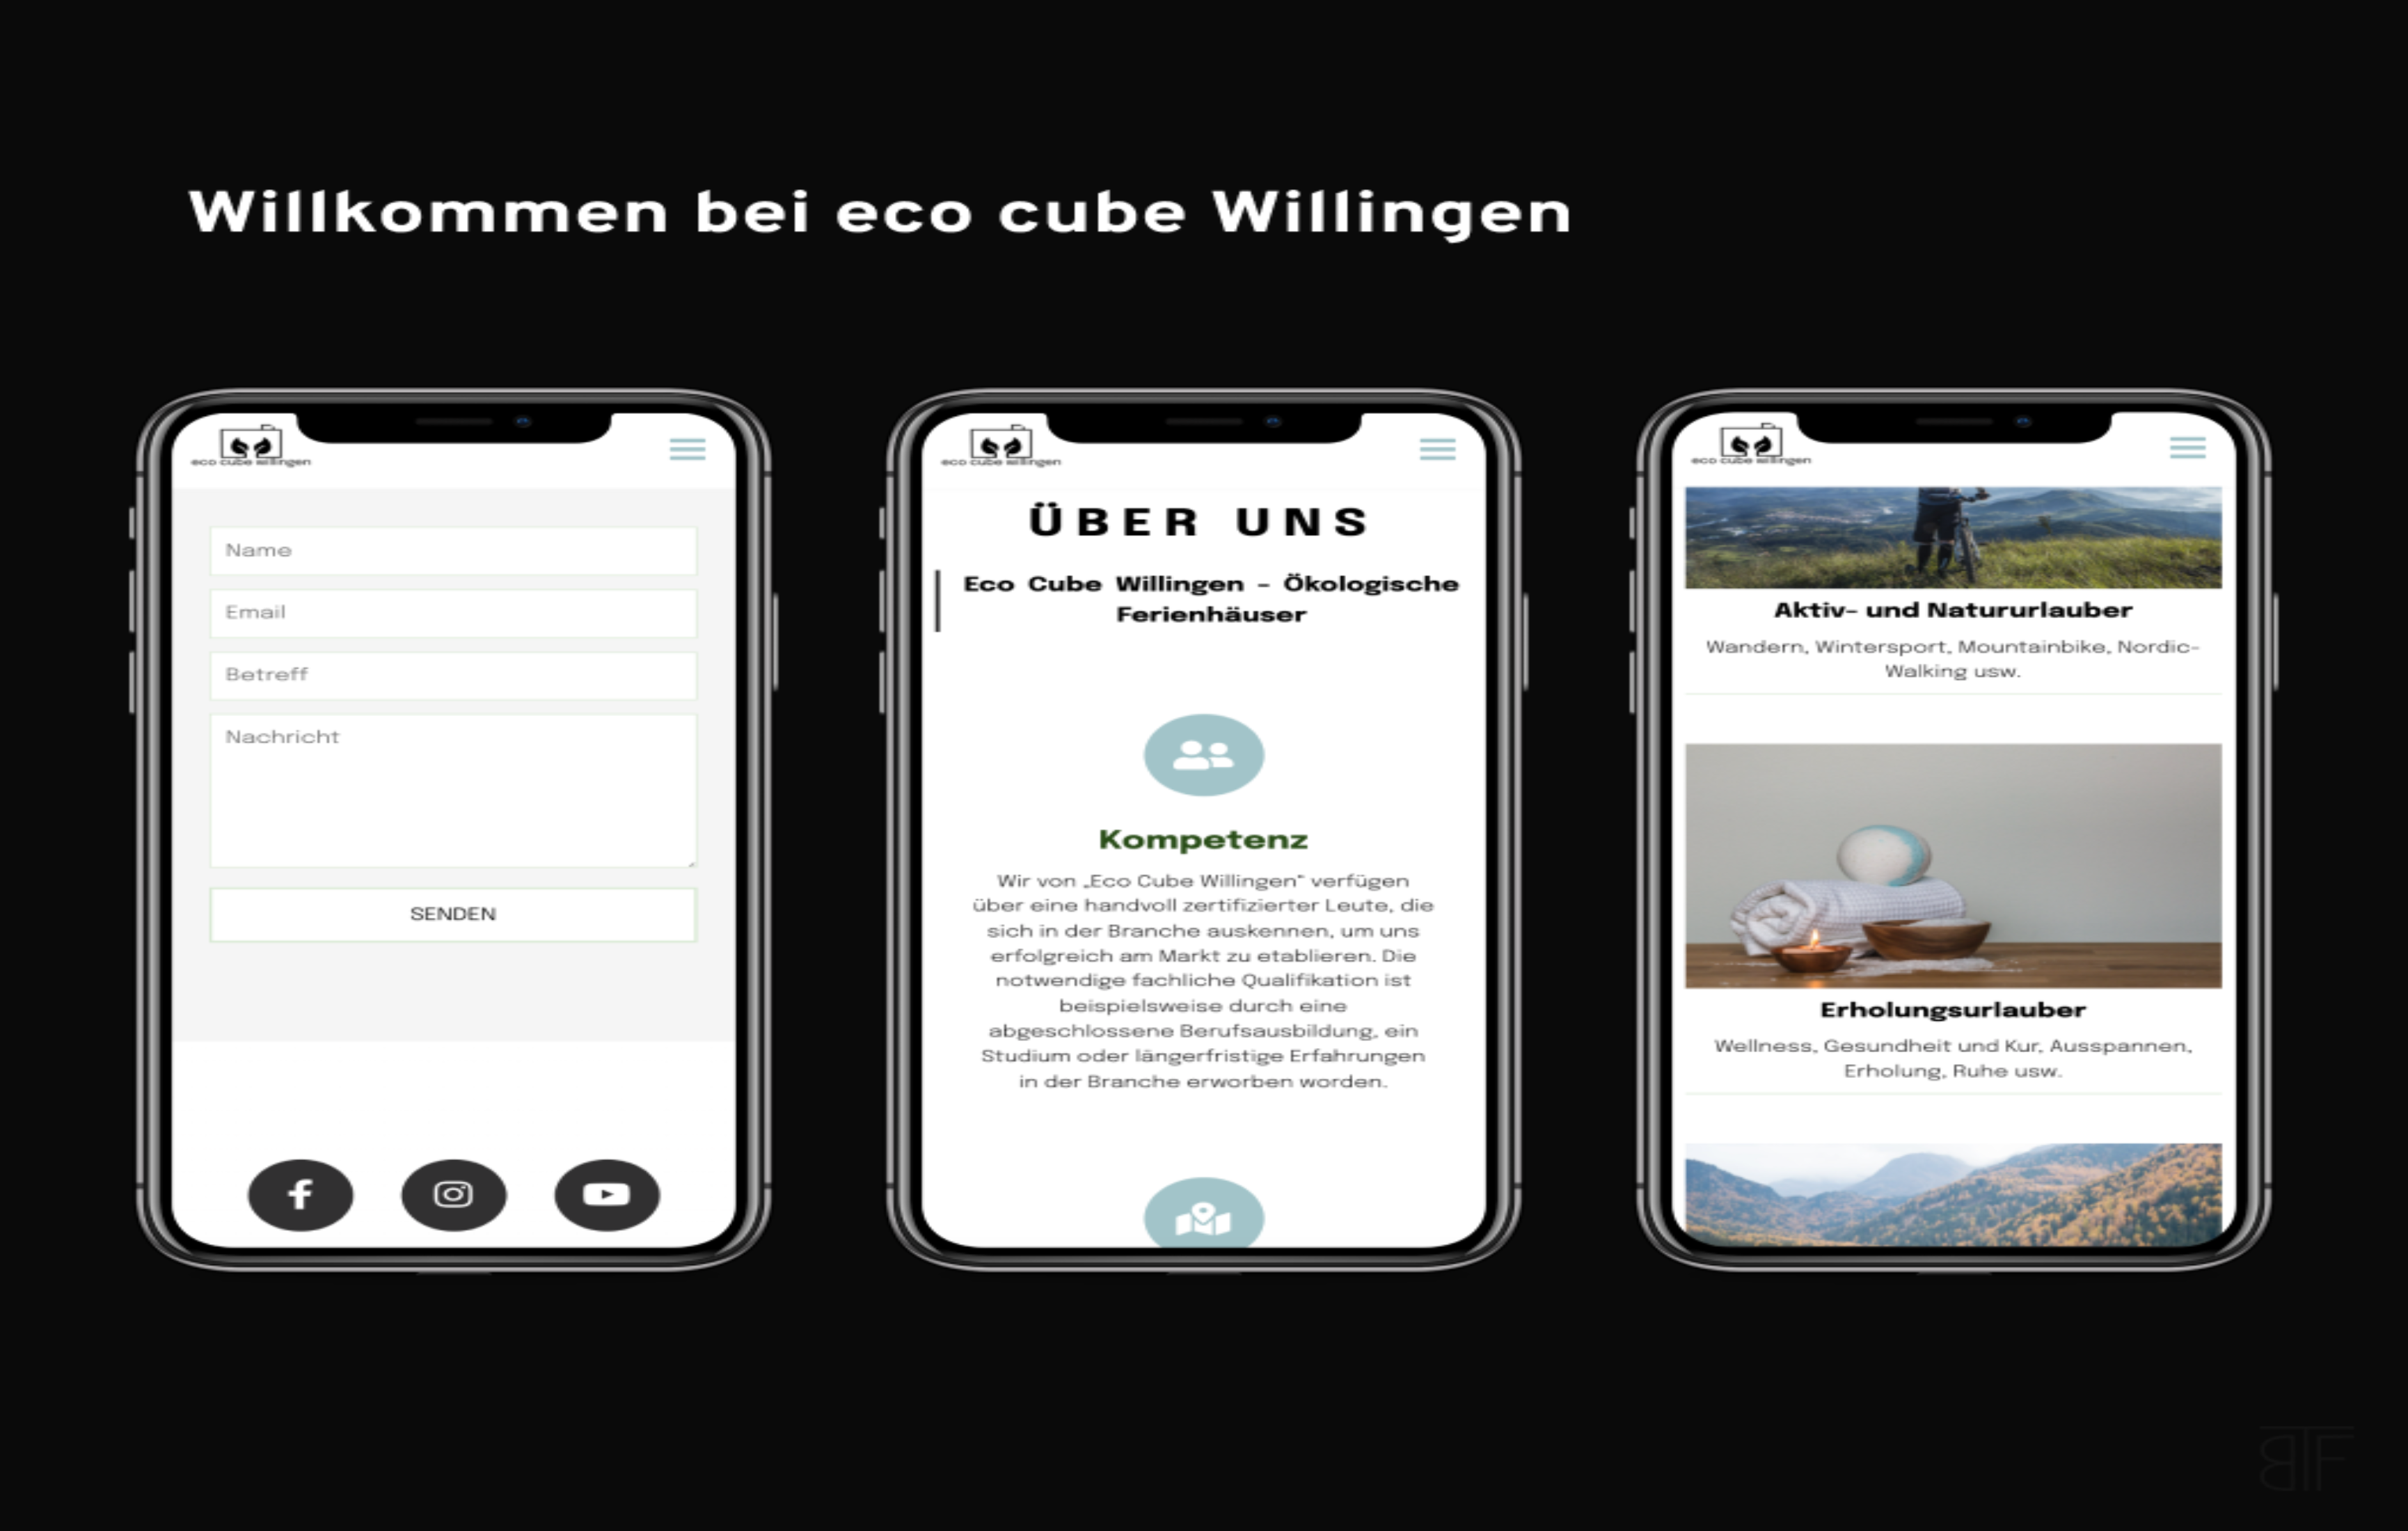 Willkommen bei eco cube Willingen
eco cube willingen
Name
Email
Betreff
Nachricht
SENDEN
eco cube willingen
ÜBER UNS
Eco Cube Willingen - Ökologische
Ferienhäuser
Kompetenz
Wir von „Eco Cube Willingen“ verfügen
über eine handvoll zertifizierter Leute, die
sich in der Branche auskennen, um uns
erfolgreich am Markt zu etablieren. Die
notwendige fachliche Qualifikation ist
beispielsweise durch eine
abgeschlossene Berufsausbildung, ein
Studium oder längerfristige Erfahrungen
in der Branche erworben worden.
eco cube willingen
Aktiv- und Natururlauber
Wandern, Wintersport, Mountainbike, Nordic-
Walking usw.
Erholungsurlauber
Wellness, Gesundheit und Kur, Ausspannen,
Erholung, Ruhe usw.